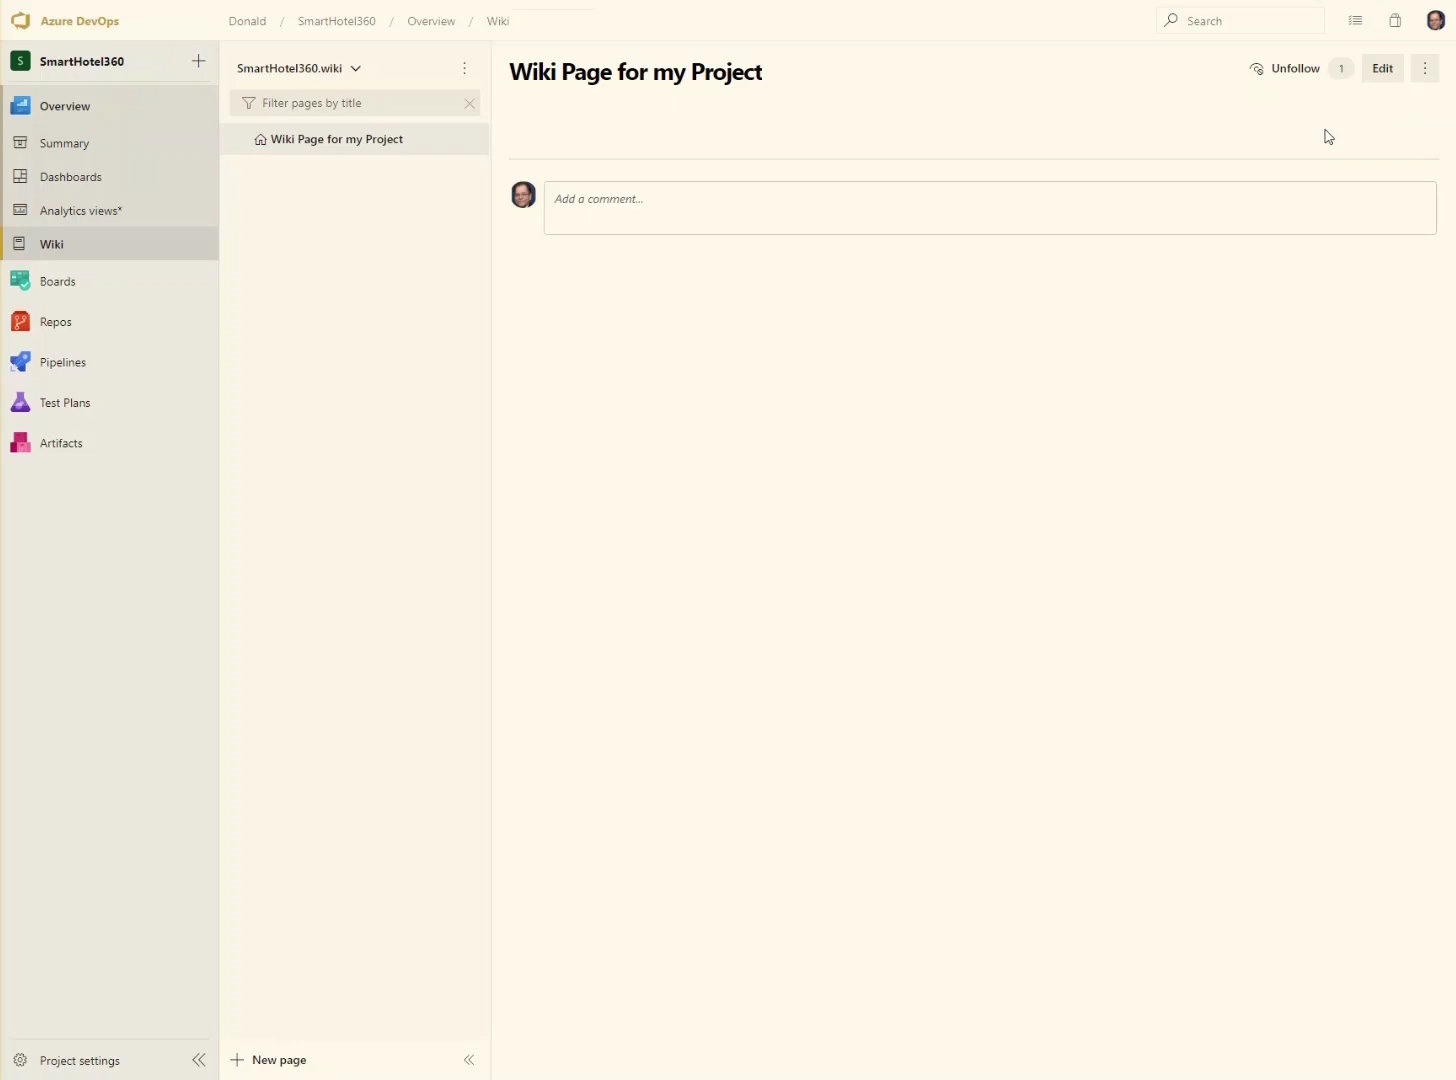 Azure DevOps
Donald / SmartHotel360 / Overview / Wiki
Search
S SmartHotel360
Overview
Summary
Dashboards
Analytics views*
Wiki
Boards
Repos
Pipelines
Test Plans
Artifacts
Project settings
SmartHotel360.wiki
Filter pages by title
Wiki Page for my Project
New page
Wiki Page for my Project
Unfollow 1 Edit
Add a comment...